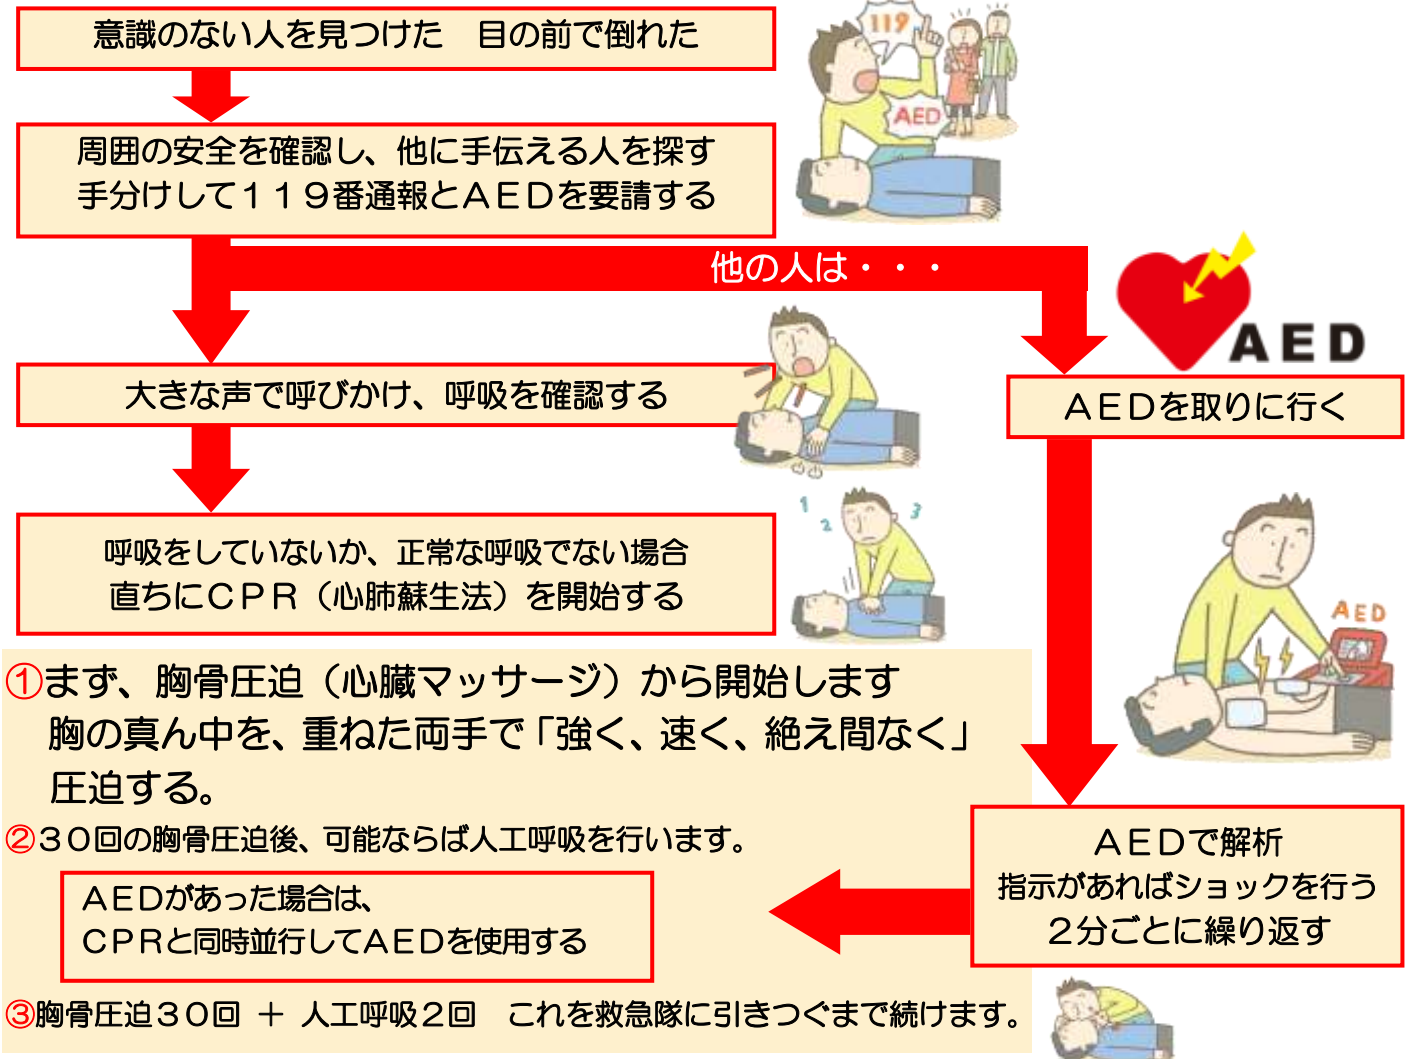 意識のない人を見つけた　目の前で倒れた
119
AED
周囲の安全を確認し、他に手伝える人を探す
手分けして１１９番通報とＡＥＤを要請する
他の人は・・・
AED
大きな声で呼びかけ、呼吸を確認する
ＡＥＤを取りに行く
1 2 3
呼吸をしていないか、正常な呼吸でない場合
直ちにＣＰＲ（心肺蘇生法）を開始する
AED
①まず、胸骨圧迫（心臓マッサージ）から開始します
胸の真ん中を、重ねた両手で「強く、速く、絶え間なく」
圧迫する。
②３０回の胸骨圧迫後、可能ならば人工呼吸を行います。
ＡＥＤで解析
指示があればショックを行う
２分ごとに繰り返す
ＡＥＤがあった場合は、
ＣＰＲと同時並行してＡＥＤを使用する
③胸骨圧迫３０回　＋　人工呼吸２回　これを救急隊に引きつぐまで続けます。